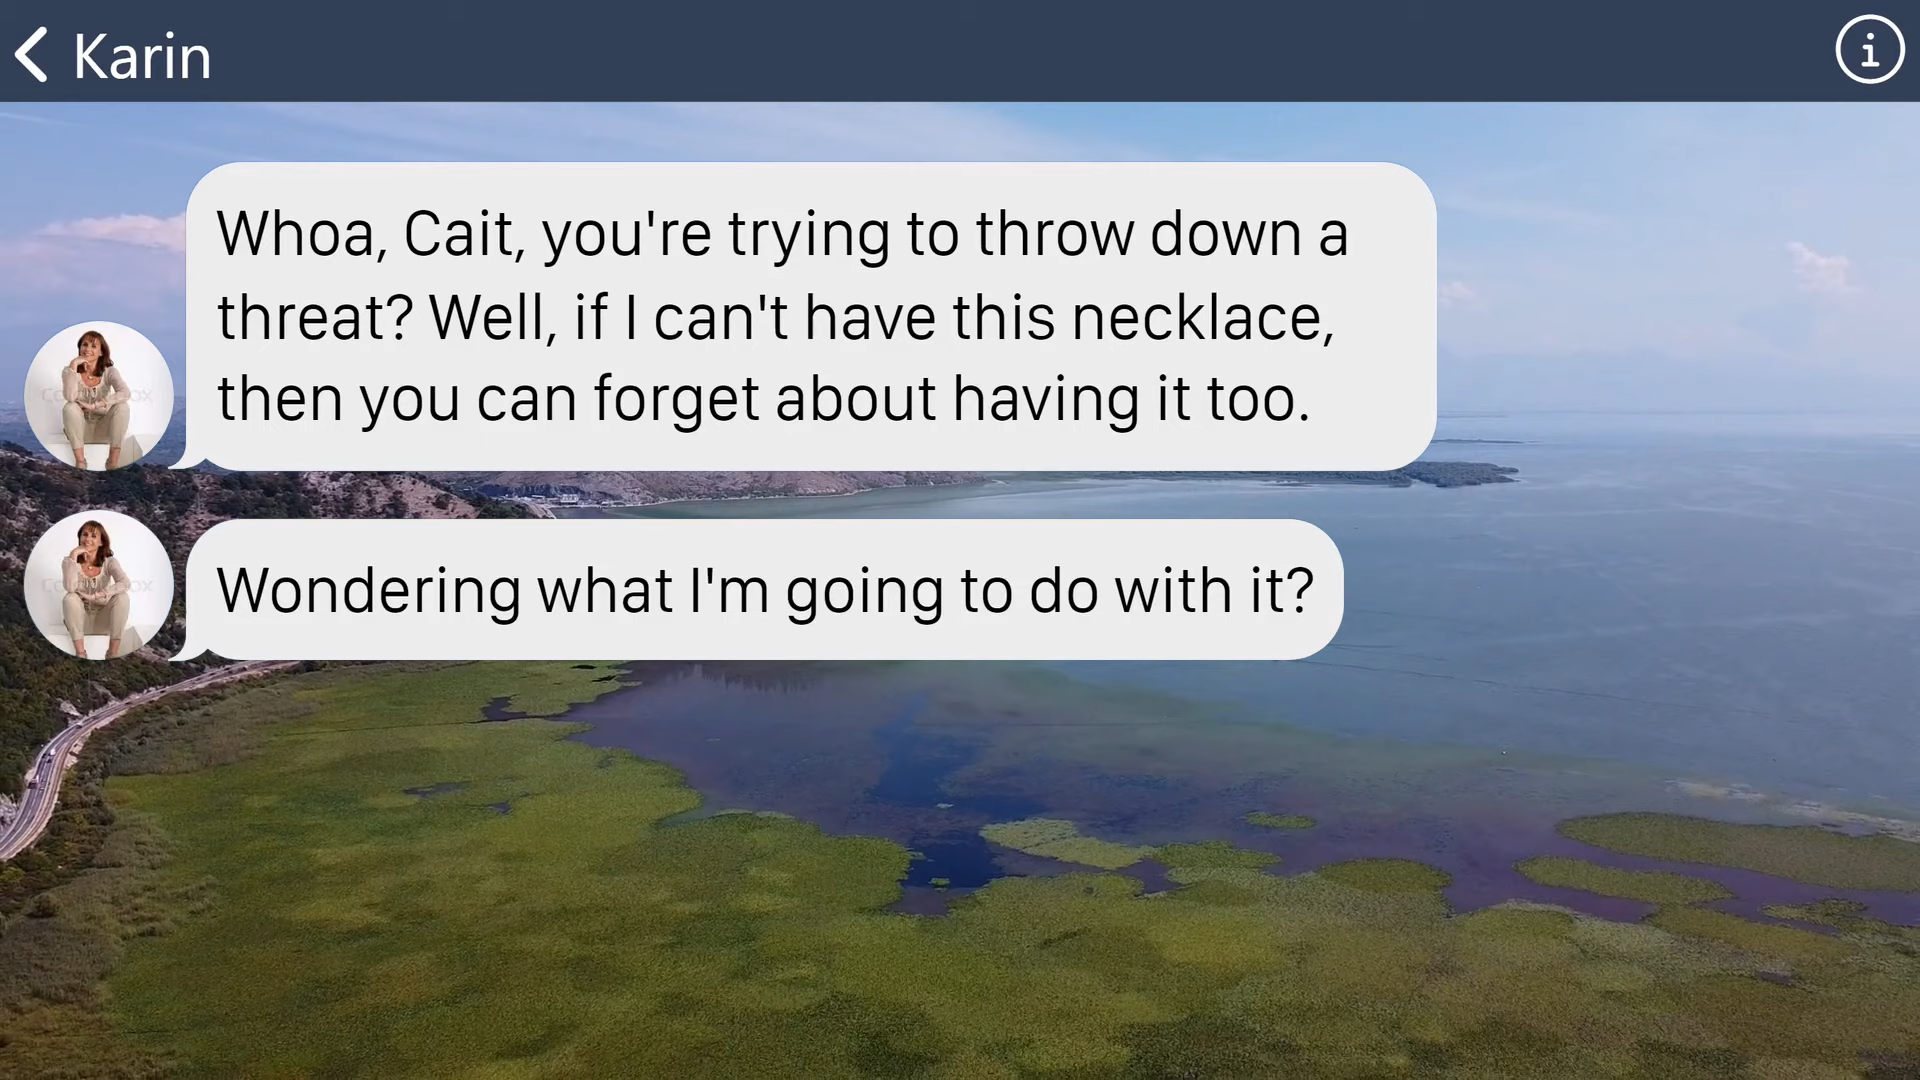 Karin
Whoa, Cait, you're trying to throw down a
threat? Well, if I can't have this necklace,
then you can forget about having it too.
Wondering what I'm going to do with it?